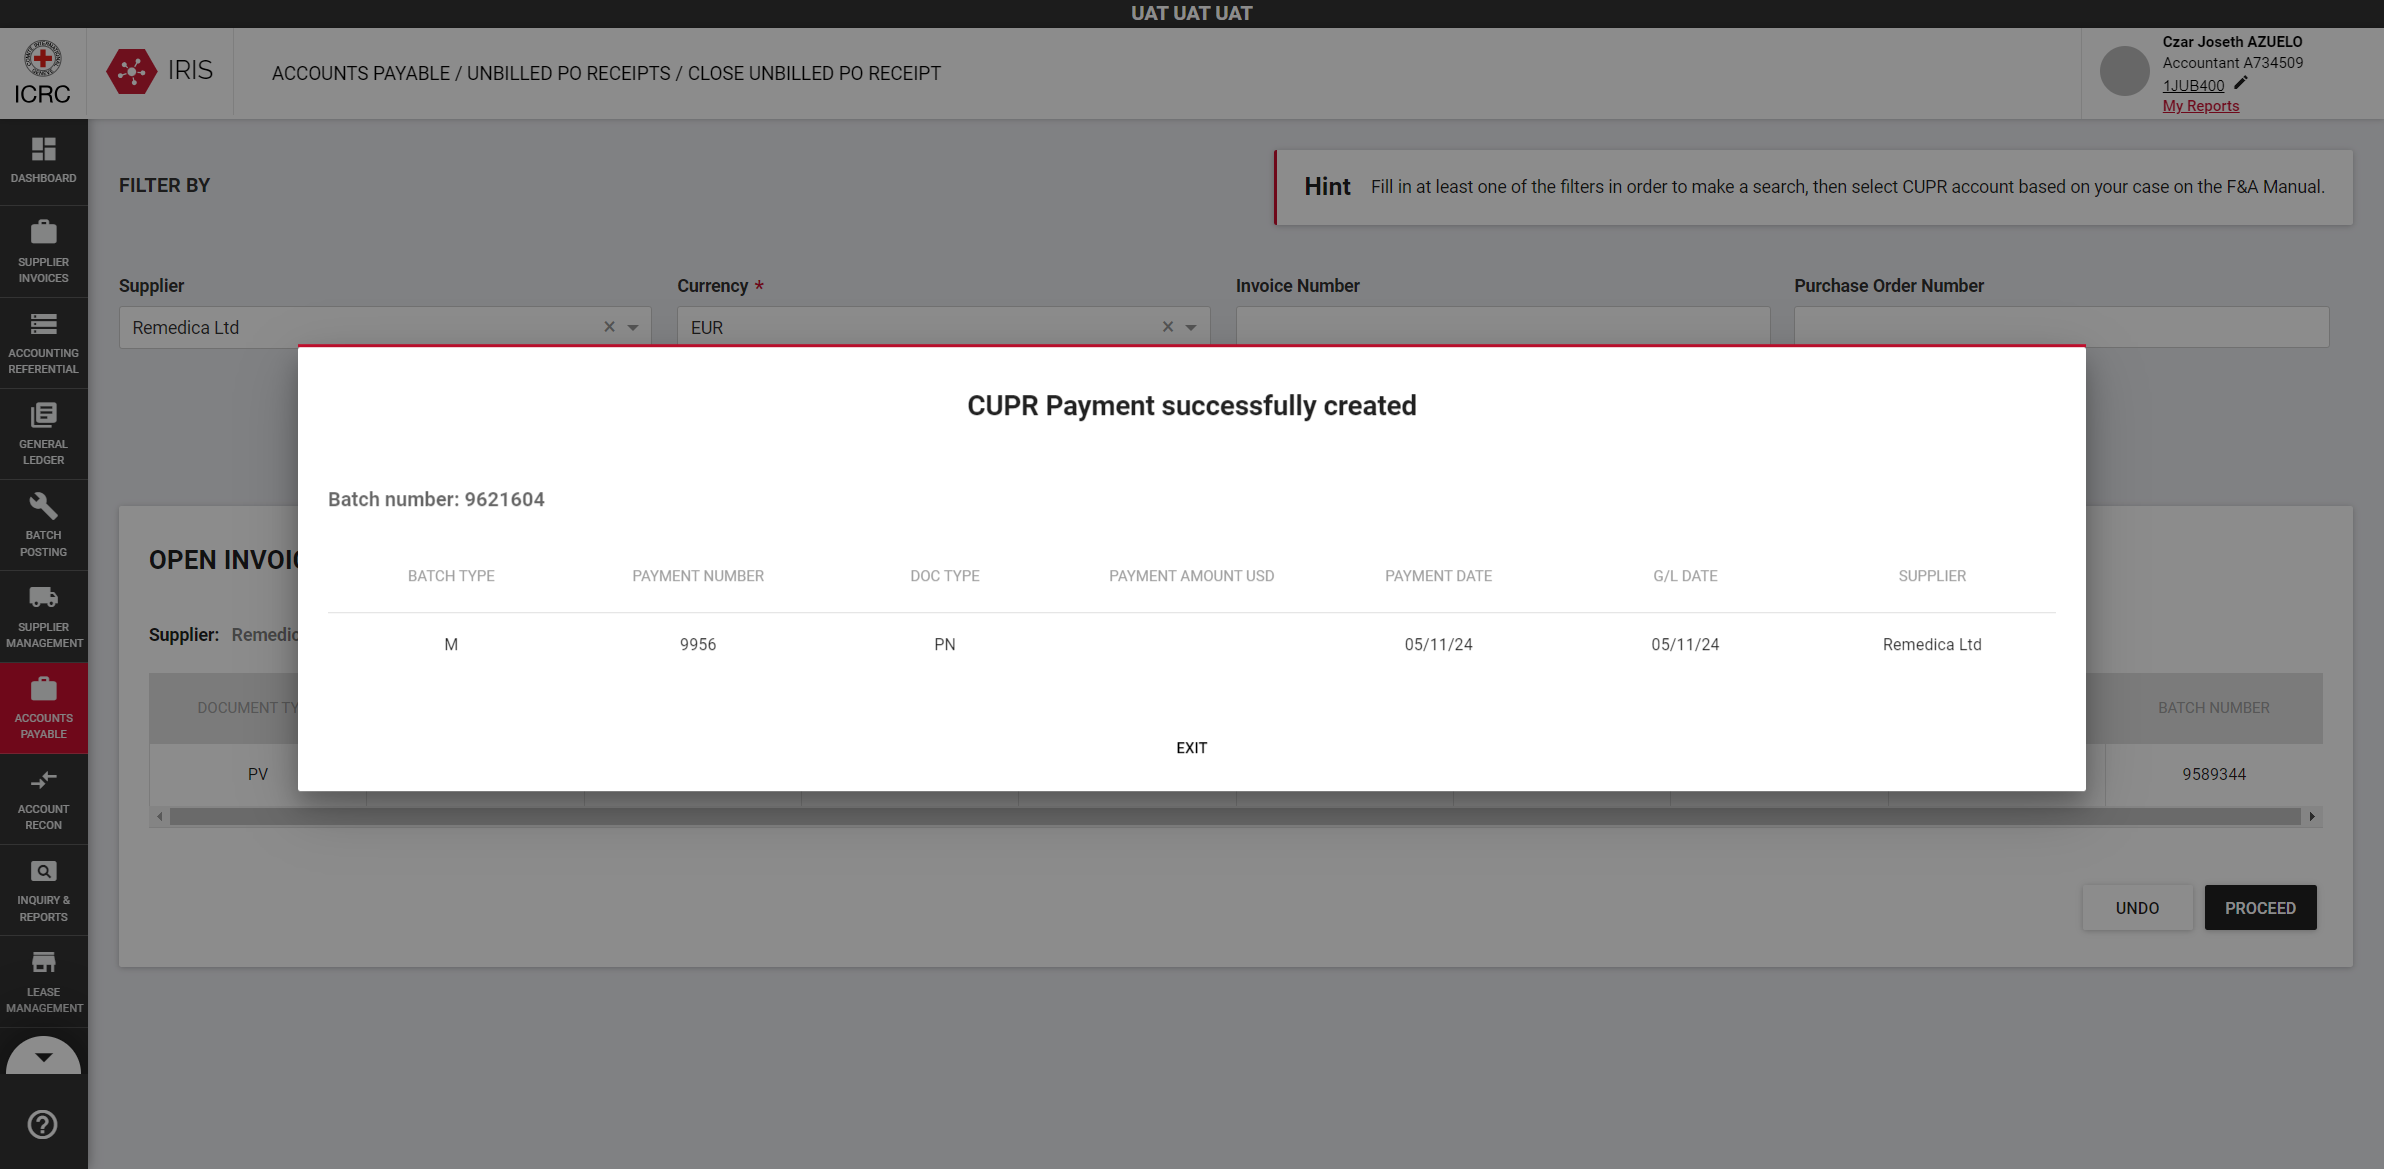 UAT UAT UAT
ICRC
IRIS
ACCOUNTS PAYABLE / UNBILLED PO RECEIPTS / CLOSE UNBILLED PO RECEIPT
Czar Joseth AZUELO
Accountant A734509
1JUB400
My Reports
DASHBOARD
SUPPLIER
INVOICES
ACCOUNTING
REFERENTIAL
GENERAL
LEDGER
BATCH
POSTING
SUPPLIER
MANAGEMENT
ACCOUNTS
PAYABLE
ACCOUNT
RECON
INQUIRY &
REPORTS
LEASE
MANAGEMENT
FILTER BY
Hint Fill in at least one of the filters in order to make a search, then select CUPR account based on your case on the F&A Manual.
Supplier Currency * Invoice Number Purchase Order Number
Remedica Ltd EUR
CUPR Payment successfully created
Batch number: 9621604
BATCH TYPE PAYMENT NUMBER DOC TYPE PAYMENT AMOUNT USD PAYMENT DATE G/L DATE SUPPLIER
M 9956 PN 05/11/24 05/11/24 Remedica Ltd
EXIT
OPEN
Supplier:
DOCUMENT BATCH NUMBER
PV 9589344
UNDO PROCEED